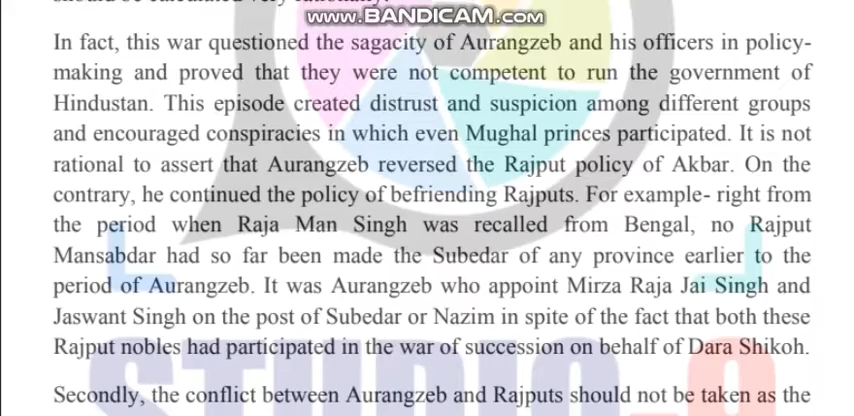 should be calculated very rationally.
www.BANDICAM.com
In fact, this war questioned the sagacity of Aurangzeb and his officers in policy-
making and proved that they were not competent to run the government of
Hindustan. This episode created distrust and suspicion among different groups
and encouraged conspiracies in which even Mughal princes participated. It is not
rational to assert that Aurangzeb reversed the Rajput policy of Akbar. On the
contrary, he continued the policy of befriending Rajputs. For example- right from
the period when Raja Man Singh was recalled from Bengal, no Rajput
Mansabdar had so far been made the Subedar of any province earlier to the
period of Aurangzeb. It was Aurangzeb who appoint Mirza Raja Jai Singh and
Jaswant Singh on the post of Subedar or Nazim in spite of the fact that both these
Rajput nobles had participated in the war of succession on behalf of Dara Shikoh.
Secondly, the conflict between Aurangzeb and Rajputs should not be taken as the